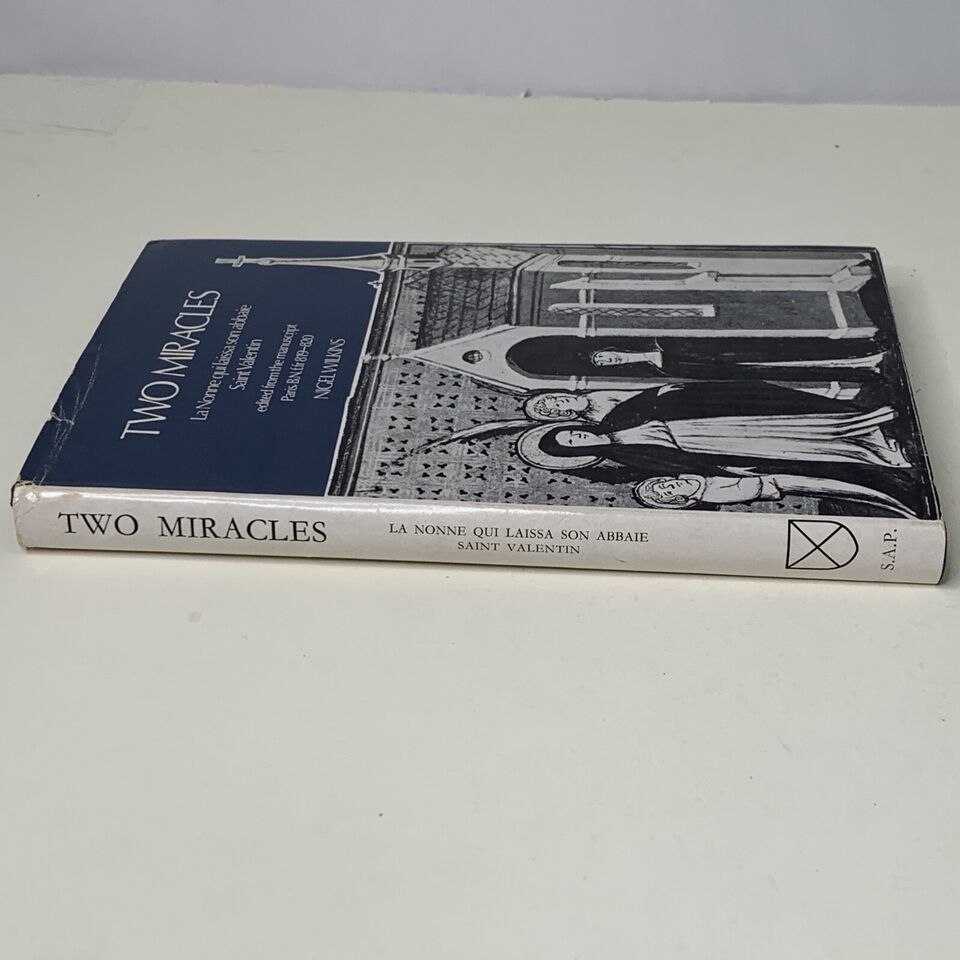 TWO MIRACLES
La Nonne qui laissa son abbaie
Saint Valentin
edited from the manuscript
Paris B.N. f. fr 819-820
NIGEL WILKINS
TWO MIRACLES
LA NONNE QUI LAISSA SON ABBAIE
SAINT VALENTIN
S.A.P.